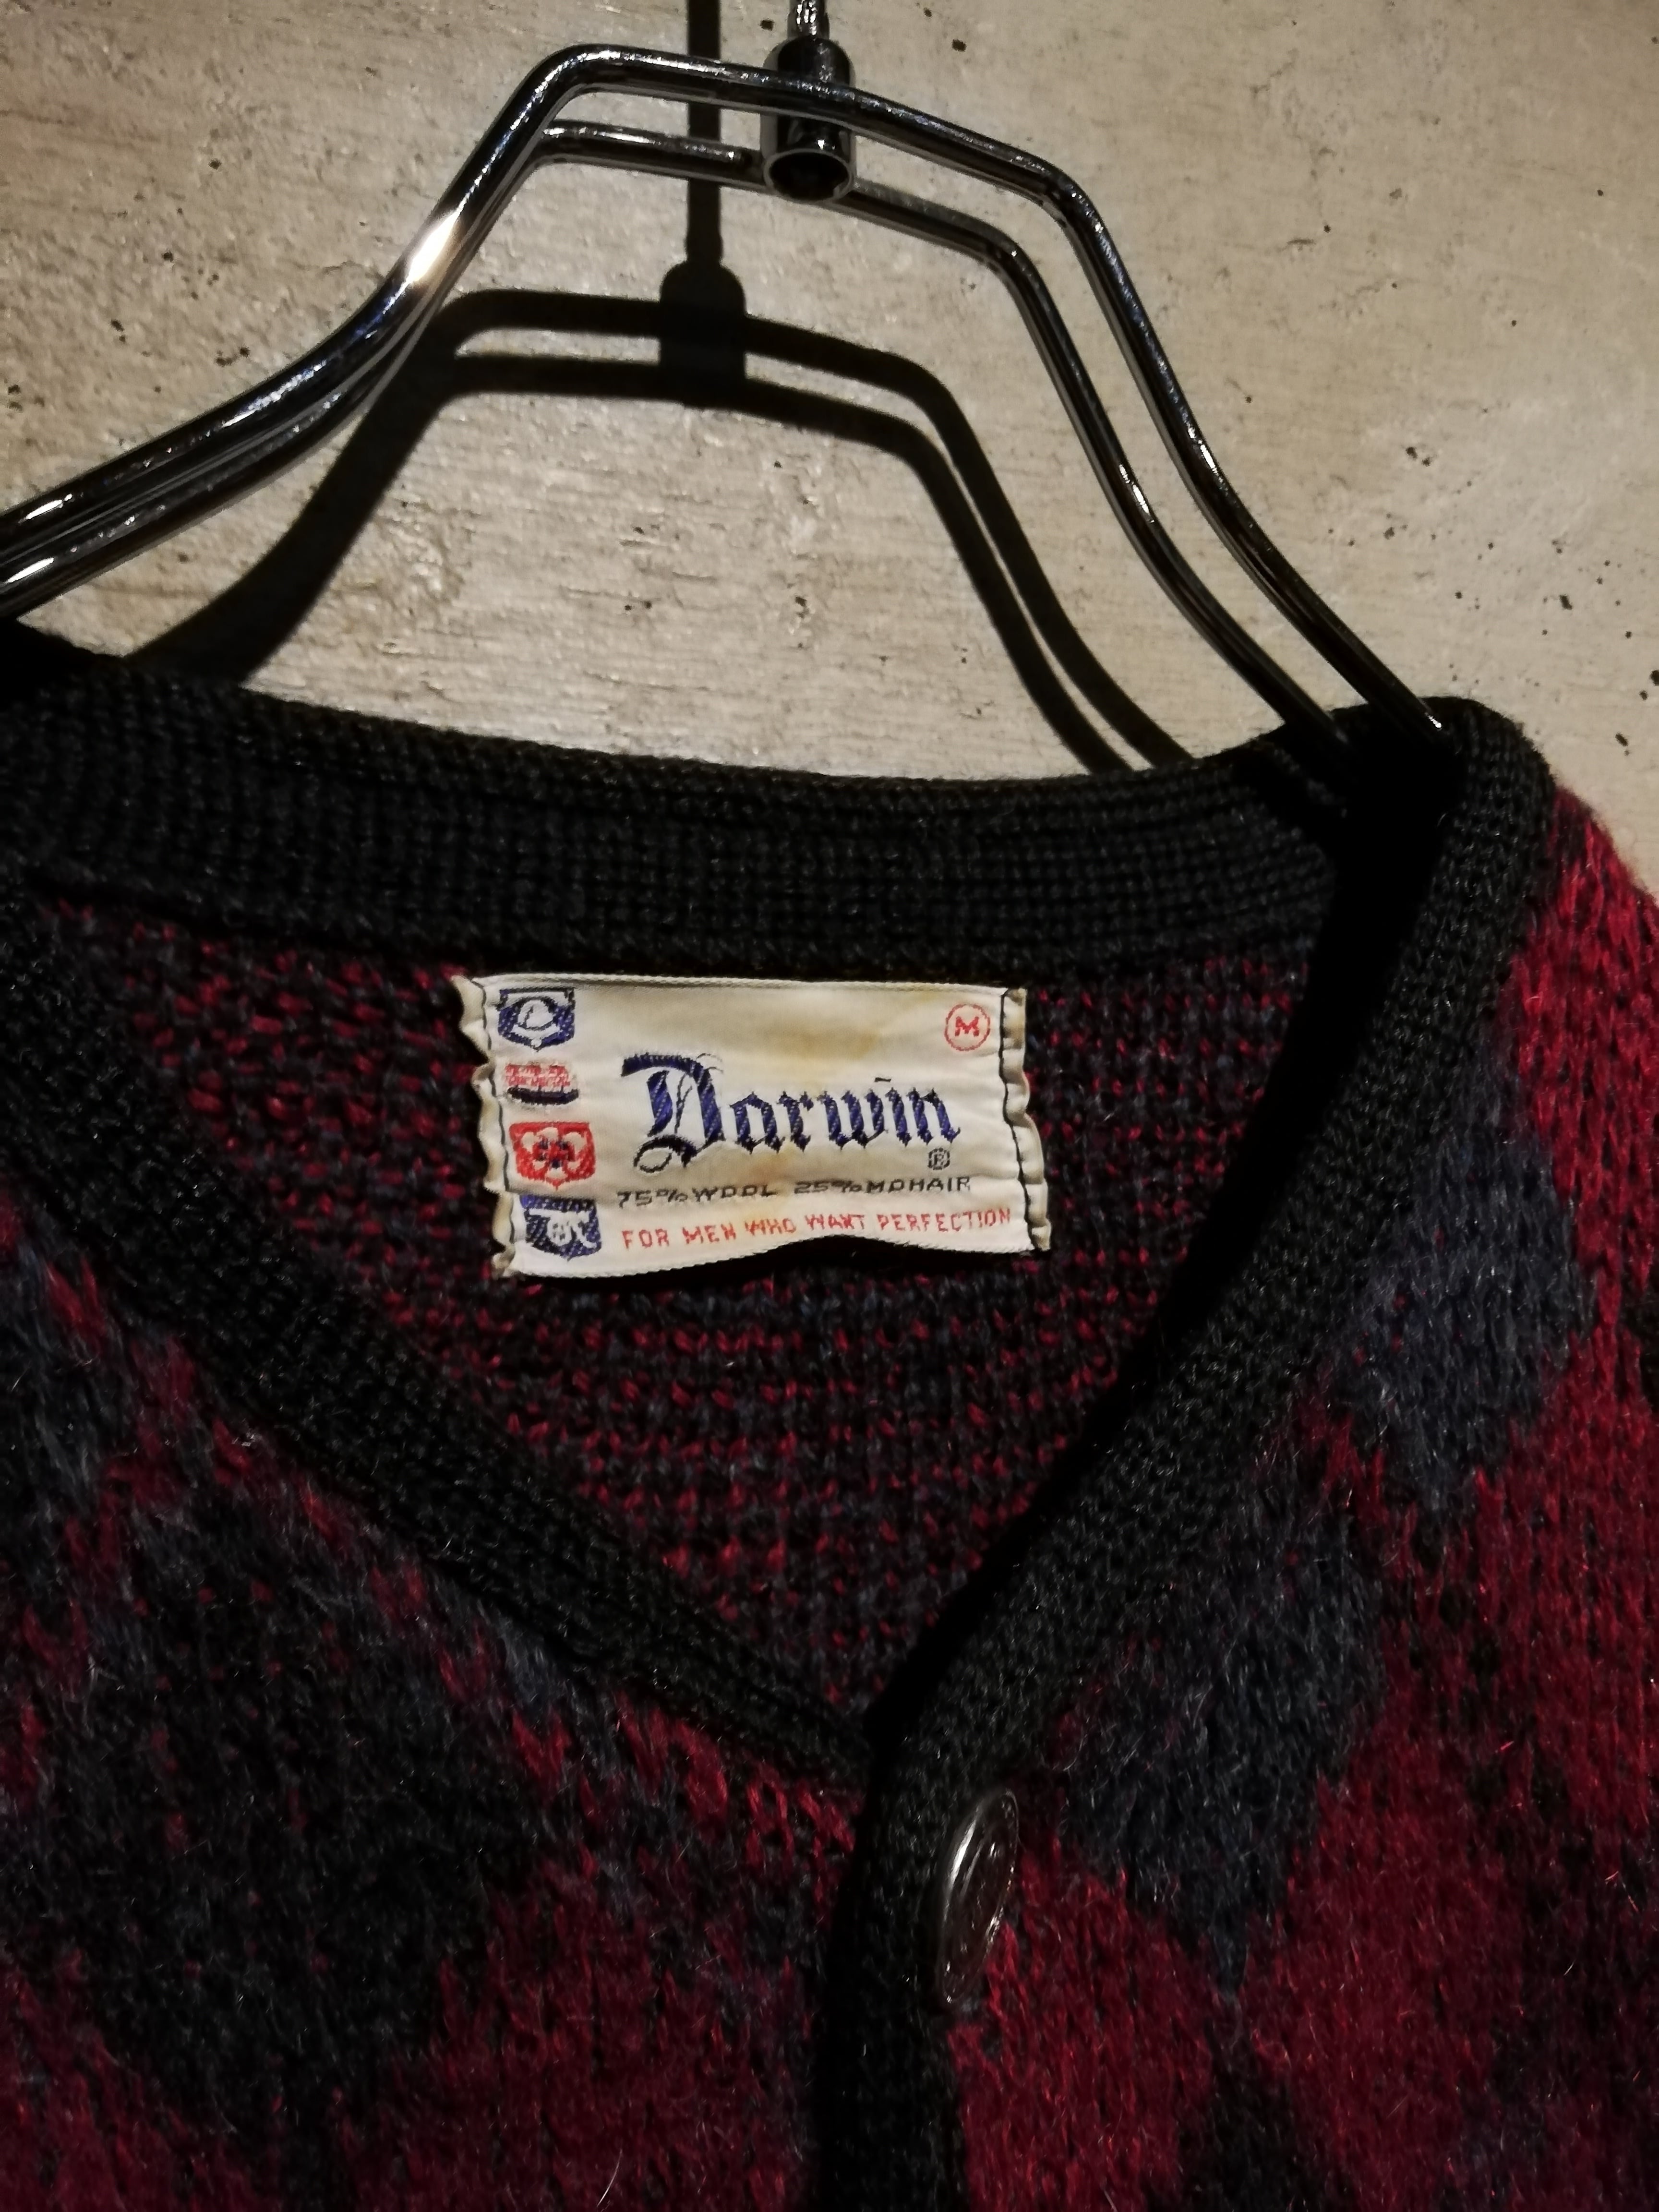 M
Darwin
®
75% WOOL 25% MOHAIR
FOR MEN WHO WANT PERFECTION